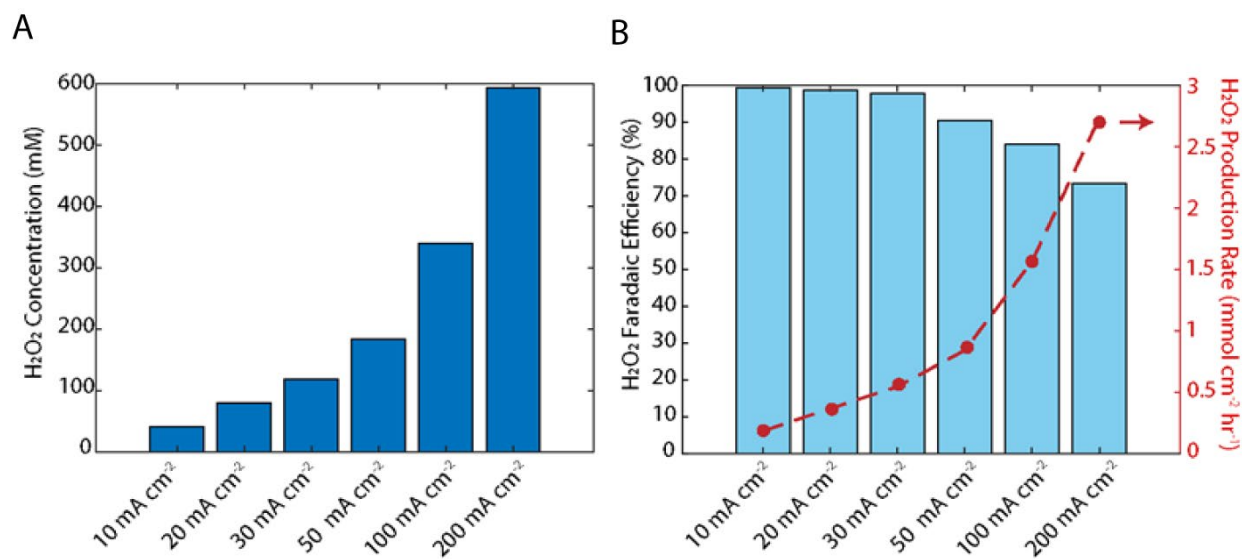 A
H₂O₂ Concentration (mM)
600
500
400
300
200
100
0
10 mA cm⁻²
20 mA cm⁻²
30 mA cm⁻²
50 mA cm⁻²
100 mA cm⁻²
200 mA cm⁻²
B
H₂O₂ Faradaic Efficiency (%)
100
90
80
70
60
50
40
30
20
10
0
10 mA cm⁻²
20 mA cm⁻²
30 mA cm⁻²
50 mA cm⁻²
100 mA cm⁻²
200 mA cm⁻²
3
2.5
2
1.5
1
0.5
0
H₂O₂ Production Rate (mmol cm⁻² hr⁻¹)